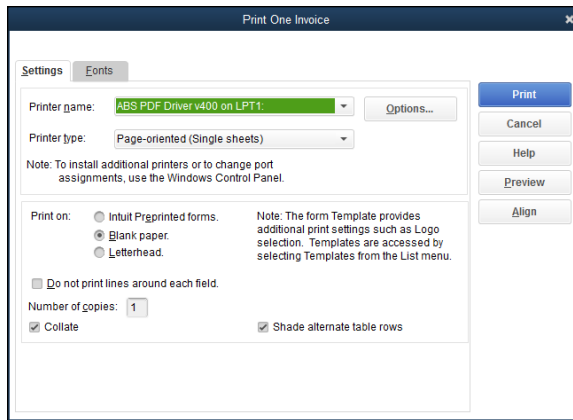 Print One Invoice
Settings
Fonts
Printer name:
ABS PDF Driver v400 on LPT1:
Options...
Print
Printer type:
Page-oriented (Single sheets)
Cancel
Note: To install additional printers or to change port
assignments, use the Windows Control Panel.
Help
Preview
Align
Print on:
Intuit Preprinted forms.
Blank paper.
Letterhead.
Note: The form Template provides
additional print settings such as Logo
selection. Templates are accessed by
selecting Templates from the List menu.
Do not print lines around each field.
Number of copies: 1
Collate
Shade alternate table rows